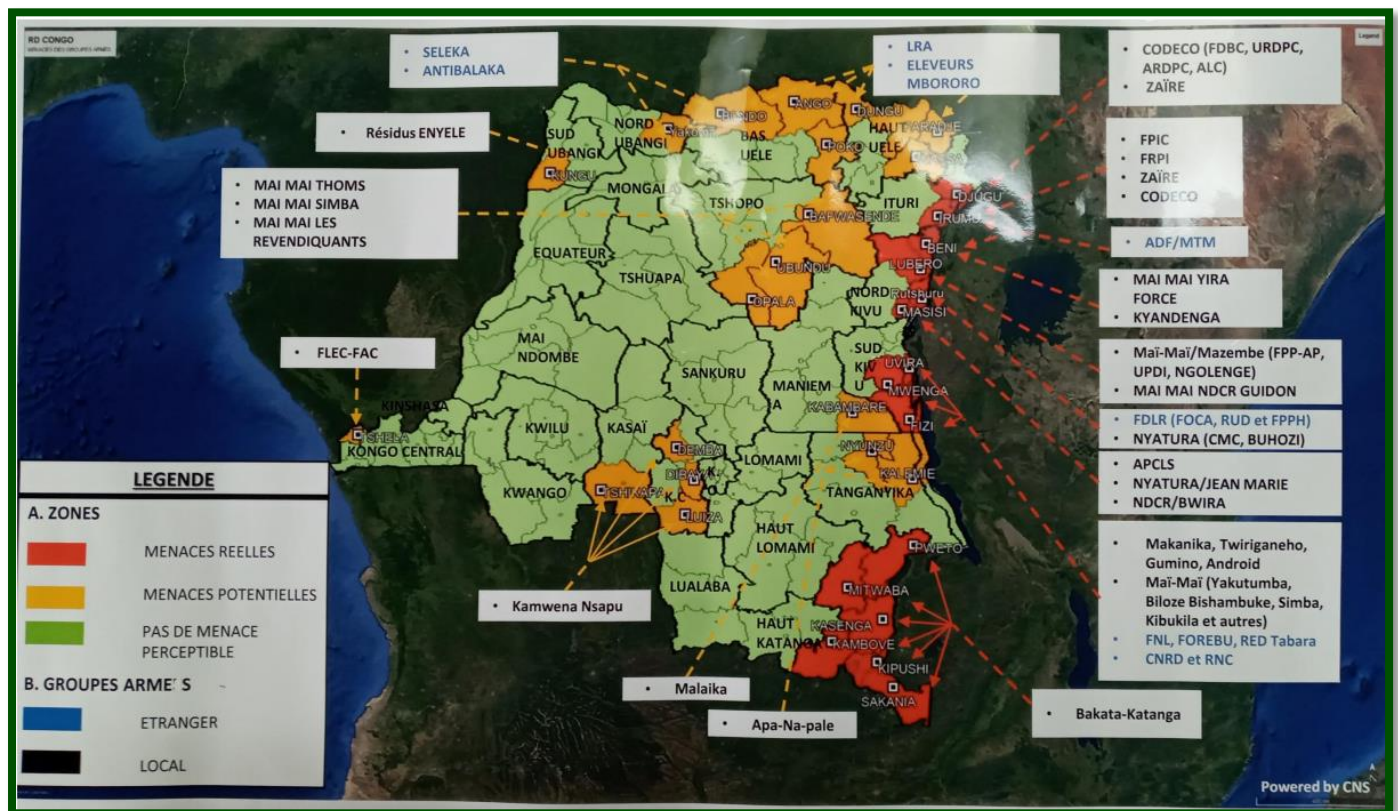 RD CONGO
MENACES DES GROUPES ARMÉS
Legend
• SELEKA
• ANTIBALAKA
• LRA
• ELEVEURS
MBORORO
• CODECO (FDBC, URDPC,
ARDPC, ALC)
• ZAÏRE
• Résidus ENYELE
• FPIC
• FRPI
• ZAÏRE
• CODECO
• MAI MAI THOMS
• MAI MAI SIMBA
• MAI MAI LES
REVENDIQUANTS
• ADF/MTM
• MAI MAI YIRA
FORCE
• KYANDENGA
• FLEC-FAC
• Maï-Maï/Mazembe (FPP-AP,
UPDI, NGOLENGE)
• MAI MAI NDCR GUIDON
• FDLR (FOCA, RUD et FPPH)
• NYATURA (CMC, BUHOZI)
• APCLS
• NYATURA/JEAN MARIE
• NDCR/BWIRA
• Makanika, Twiriganeho,
Gumino, Android
• Maï-Maï (Yakutumba,
Biloze Bishambuke, Simba,
Kibukila et autres)
• FNL, FOREBU, RED Tabara
• CNRD et RNC
• Kamwena Nsapu
• Malaika
• Apa-Na-pale
• Bakata-Katanga
SUD
UBANGI
NORD
UBANGI
KUNGU
BONDO
ANGO
DUNGU
BAS
UELE
POKO
HAUT
UELE
MONGALA
TSHOPO
ITURI
DJUGU
IRUMU
BAFWASENDE
BENI
LUBERO
EQUATEUR
TSHUAPA
UBUNDU
OPALA
NORD
KIVU
Rutshuru
MASISI
MAI
NDOMBE
SANKURU
MANIEM
A
SUD
KIV
U
UVIRA
MWENGA
KABAMBARE
FIZI
KINSHASA
TSHELA
KONGO CENTRAL
KWILU
KASAÏ
DEMBA
DIBAYA
K.
O.
K.C
LOMAMI
NYUNZU
KALEMIE
TANGANYIKA
KWANGO
TSHIKAPA
LUIZA
HAUT
LOMAMI
PWETO
LUALABA
MITWABA
HAUT
KATANGA
KASENGA
KAMBOVE
KIPUSHI
SAKANIA
LEGENDE
A. ZONES
MENACES REELLES
MENACES POTENTIELLES
PAS DE MENACE
PERCEPTIBLE
B. GROUPES ARME'S
ETRANGER
LOCAL
Powered by CNS